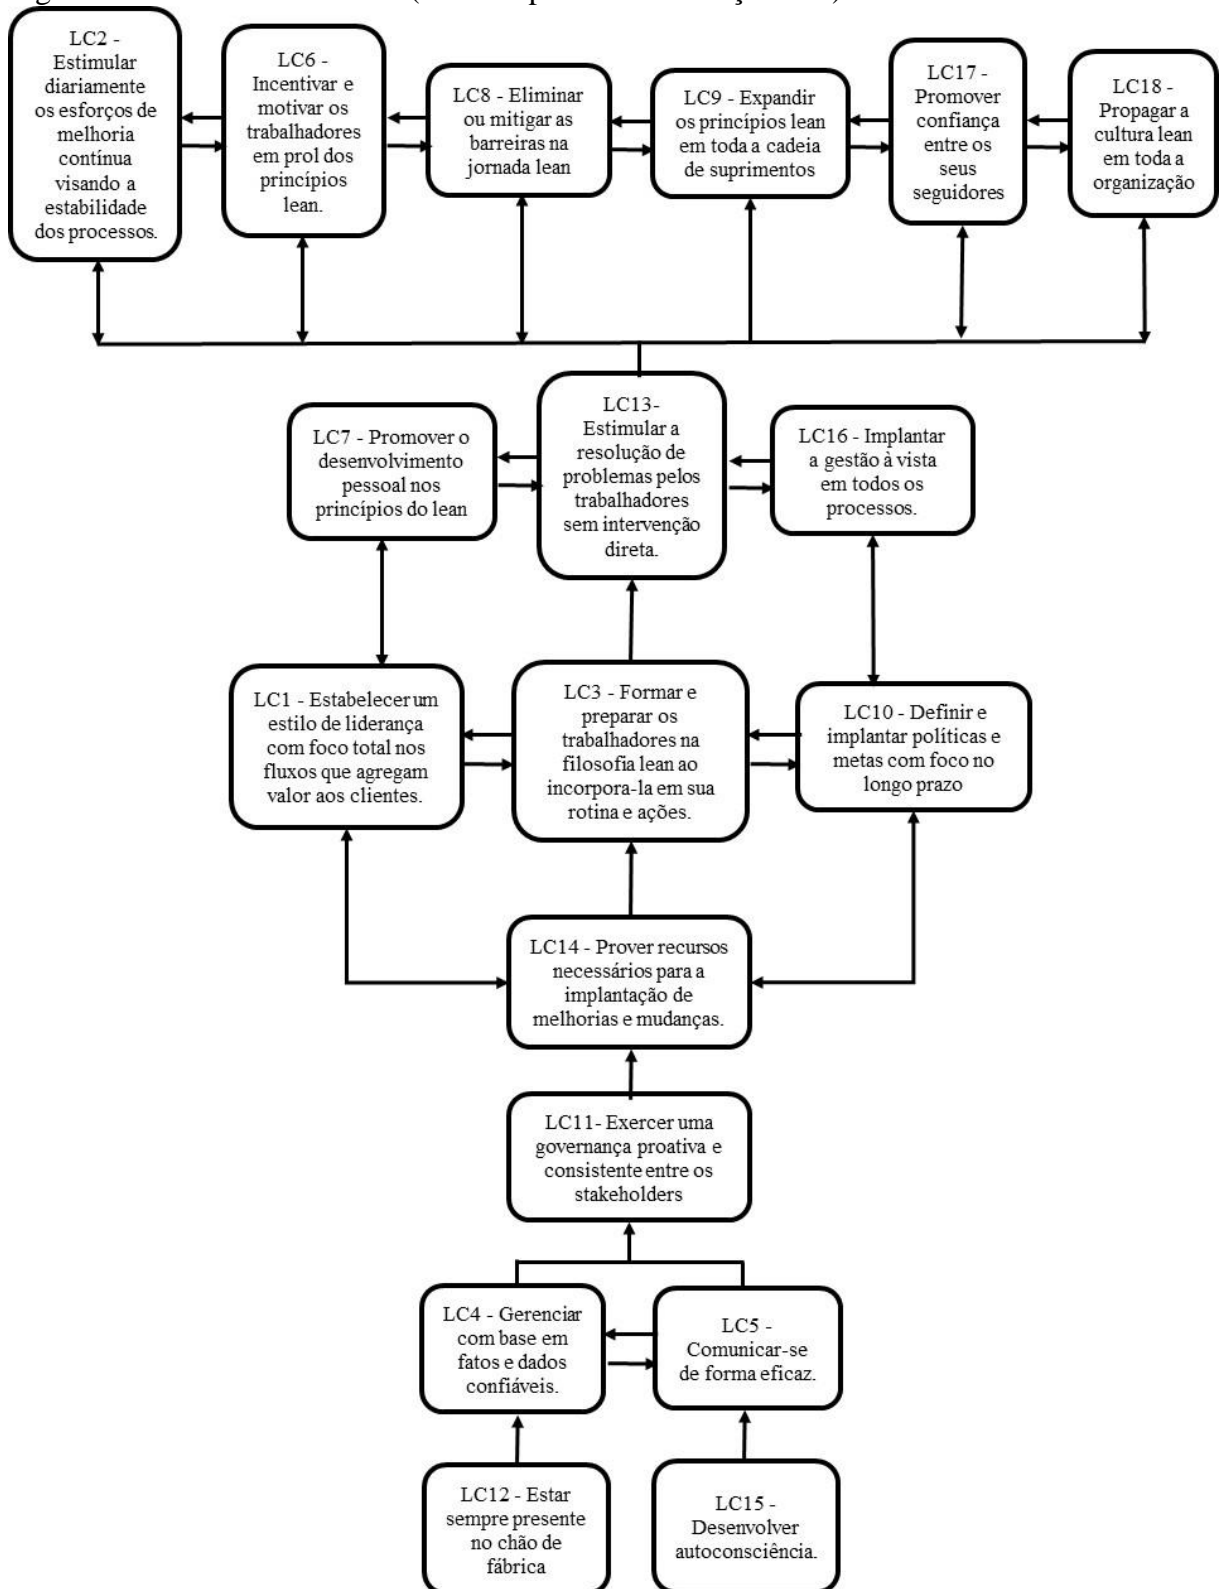 LC2 -
Estimular
diariamente
os esforços de
melhoria
contínua
visando a
estabilidade
dos processos.
LC6 -
Incentivar e
motivar os
trabalhadores
em prol dos
princípios
lean.
LC8 - Eliminar
ou mitigar as
barreiras na
jornada lean
LC9 - Expandir
os princípios lean
em toda a cadeia
de suprimentos
LC17 -
Promover
confiança
entre os
seus
seguidores
LC18 -
Propagar a
cultura lean
em toda a
organização
LC7 - Promover o
desenvolvimento
pessoal nos
princípios do lean
LC13-
Estimular a
resolução de
problemas pelos
trabalhadores
sem intervenção
direta.
LC16 - Implantar
a gestão à vista
em todos os
processos.
LC1 - Estabelecer um
estilo de liderança
com foco total nos
fluxos que agregam
valor aos clientes.
LC3 - Formar e
preparar os
trabalhadores na
filosofia lean ao
incorpora-la em sua
rotina e ações.
LC10 - Definir e
implantar políticas e
metas com foco no
longo prazo
LC14 - Prover recursos
necessários para a
implantação de
melhorias e mudanças.
LC11- Exercer uma
governança proativa e
consistente entre os
stakeholders
LC4 - Gerenciar
com base em
fatos e dados
confiáveis.
LC5 -
Comunicar-se
de forma eficaz.
LC12 - Estar
sempre presente
no chão de
fábrica
LC15 -
Desenvolver
autoconsciência.